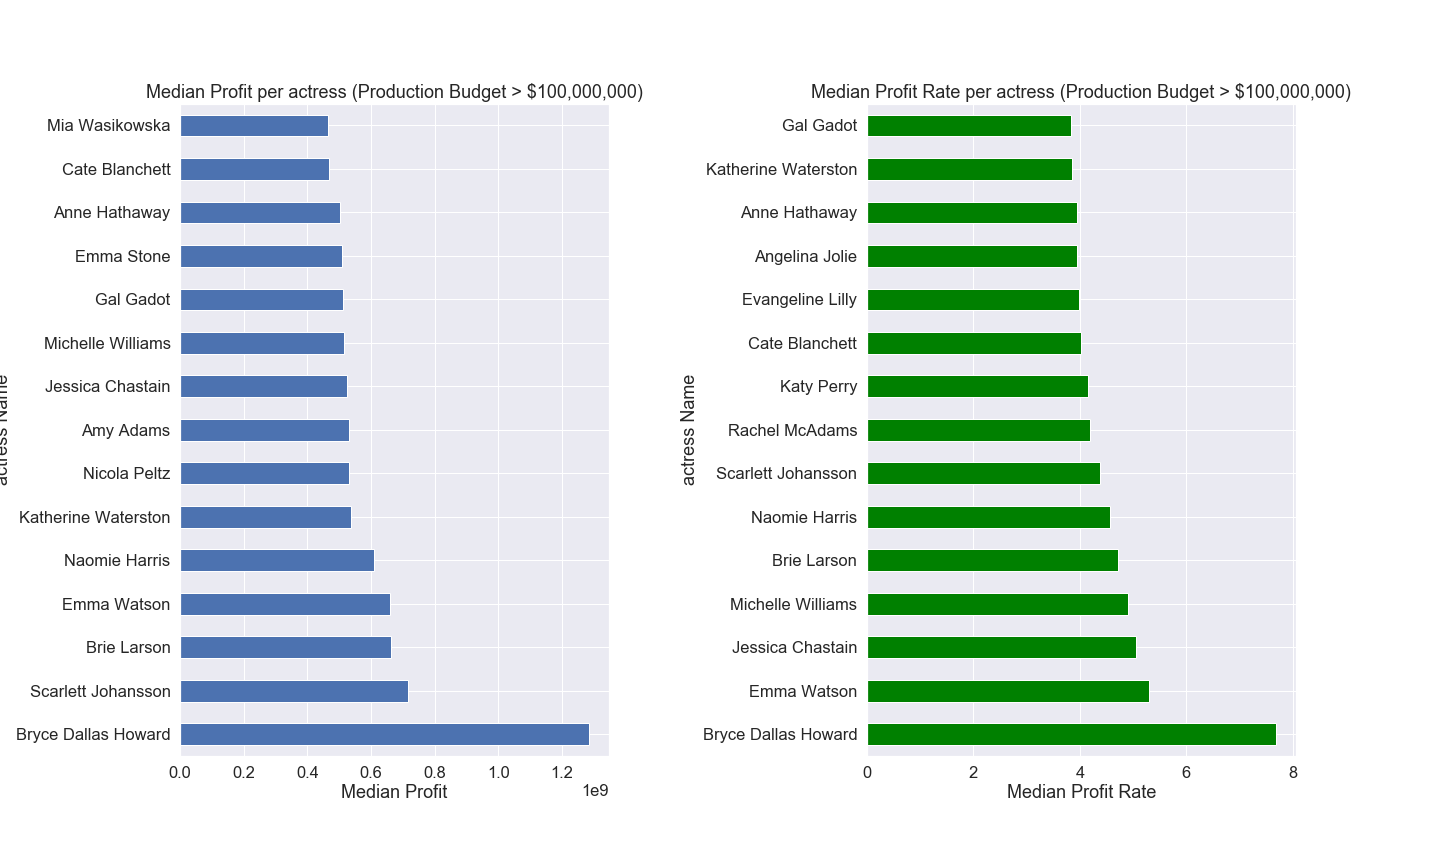 Median Profit per actress (Production Budget > $100,000,000)
Mia Wasikowska
Cate Blanchett
Anne Hathaway
Emma Stone
Gal Gadot
Michelle Williams
Jessica Chastain
Amy Adams
Nicola Peltz
Katherine Waterston
Naomie Harris
Emma Watson
Brie Larson
Scarlett Johansson
Bryce Dallas Howard
actress Name
0.0 0.2 0.4 0.6 0.8 1.0 1.2
1e9
Median Profit
Median Profit Rate per actress (Production Budget > $100,000,000)
Gal Gadot
Katherine Waterston
Anne Hathaway
Angelina Jolie
Evangeline Lilly
Cate Blanchett
Katy Perry
Rachel McAdams
Scarlett Johansson
Naomie Harris
Brie Larson
Michelle Williams
Jessica Chastain
Emma Watson
Bryce Dallas Howard
actress Name
0 2 4 6 8
Median Profit Rate